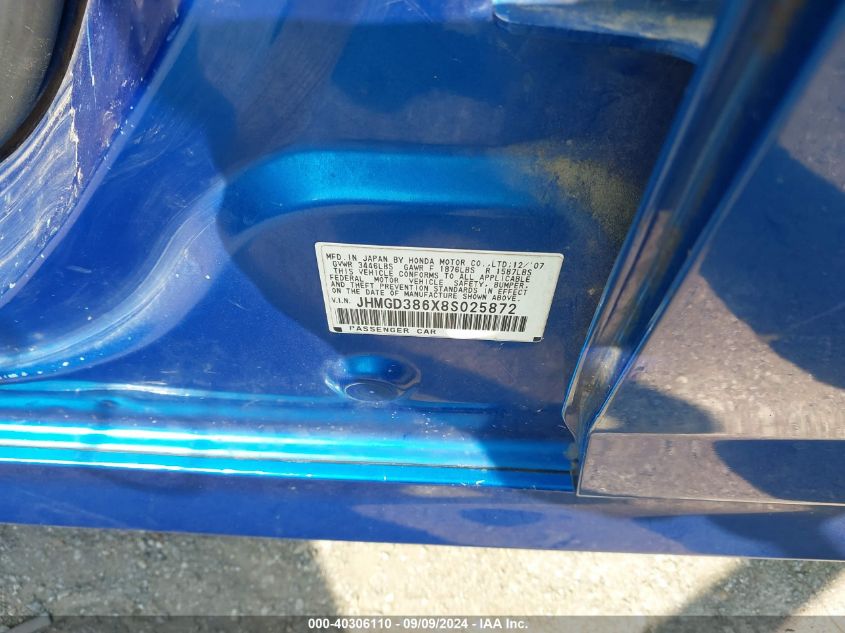 MFD. IN JAPAN BY HONDA MOTOR CO.,LTD:12/'07
GVWR 3446LBS GAWR F 1876LBS R 1587LBS
THIS VEHICLE CONFORMS TO ALL APPLICABLE
FEDERAL MOTOR VEHICLE SAFETY, BUMPER,
AND THEFT PREVENTION STANDARDS IN EFFECT
ON THE DATE OF MANUFACTURE SHOWN ABOVE.
V.I.N. JHMGD386X8S025872
PASSENGER CAR
000-40306110 - 09/09/2024 - IAA Inc.